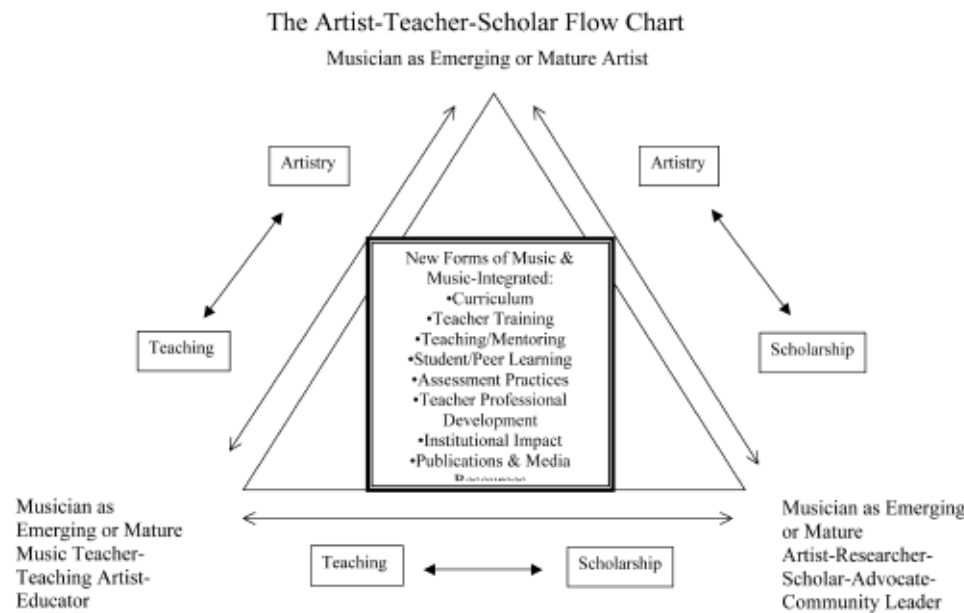 The Artist-Teacher-Scholar Flow Chart
Musician as Emerging or Mature Artist
Artistry
Artistry
New Forms of Music &
Music-Integrated:
•Curriculum
•Teacher Training
•Teaching/Mentoring
•Student/Peer Learning
•Assessment Practices
•Teacher Professional
Development
•Institutional Impact
•Publications & Media
Teaching
Scholarship
Musician as
Emerging or Mature
Music Teacher-
Teaching Artist-
Educator
Teaching
Scholarship
Musician as Emerging
or Mature
Artist-Researcher-
Scholar-Advocate-
Community Leader